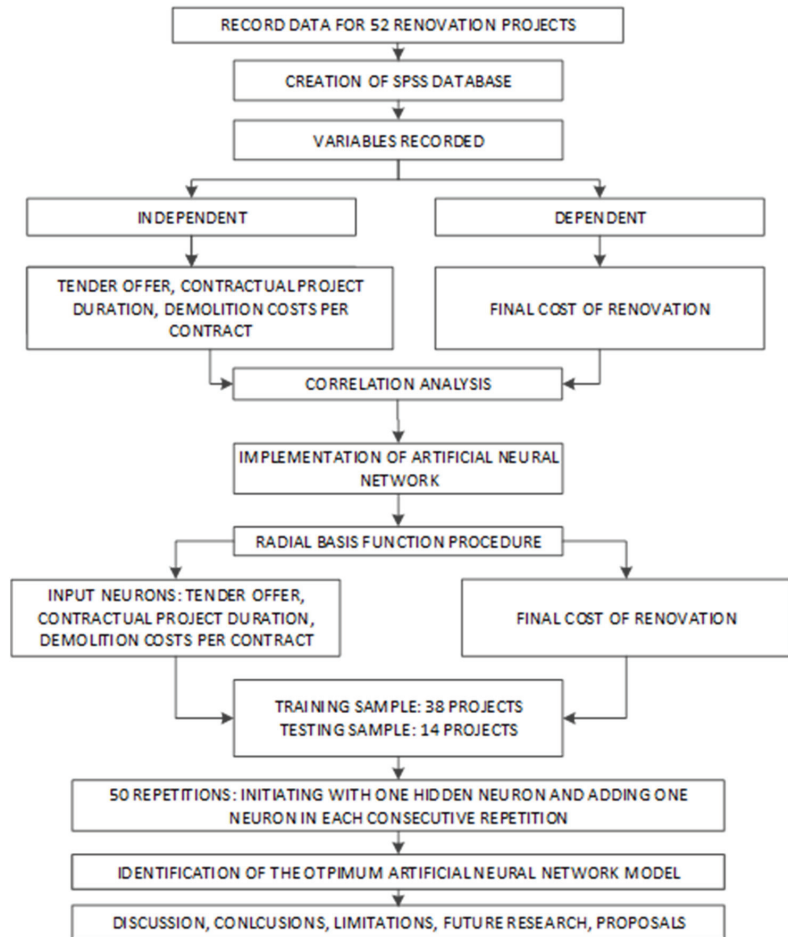 RECORD DATA FOR 52 RENOVATION PROJECTS
CREATION OF SPSS DATABASE
VARIABLES RECORDED
INDEPENDENT
DEPENDENT
TENDER OFFER, CONTRACTUAL PROJECT
DURATION, DEMOLITION COSTS PER
CONTRACT
FINAL COST OF RENOVATION
CORRELATION ANALYSIS
IMPLEMENTATION OF ARTIFICIAL NEURAL
NETWORK
RADIAL BASIS FUNCTION PROCEDURE
INPUT NEURONS: TENDER OFFER,
CONTRACTUAL PROJECT DURATION,
DEMOLITION COSTS PER CONTRACT
FINAL COST OF RENOVATION
TRAINING SAMPLE: 38 PROJECTS
TESTING SAMPLE: 14 PROJECTS
50 REPETITIONS: INITIATING WITH ONE HIDDEN NEURON AND ADDING ONE
NEURON IN EACH CONSECUTIVE REPETITION
IDENTIFICATION OF THE OTPIMUM ARTIFICIAL NEURAL NETWORK MODEL
DISCUSSION, CONLCUSIONS, LIMITATIONS, FUTURE RESEARCH, PROPOSALS